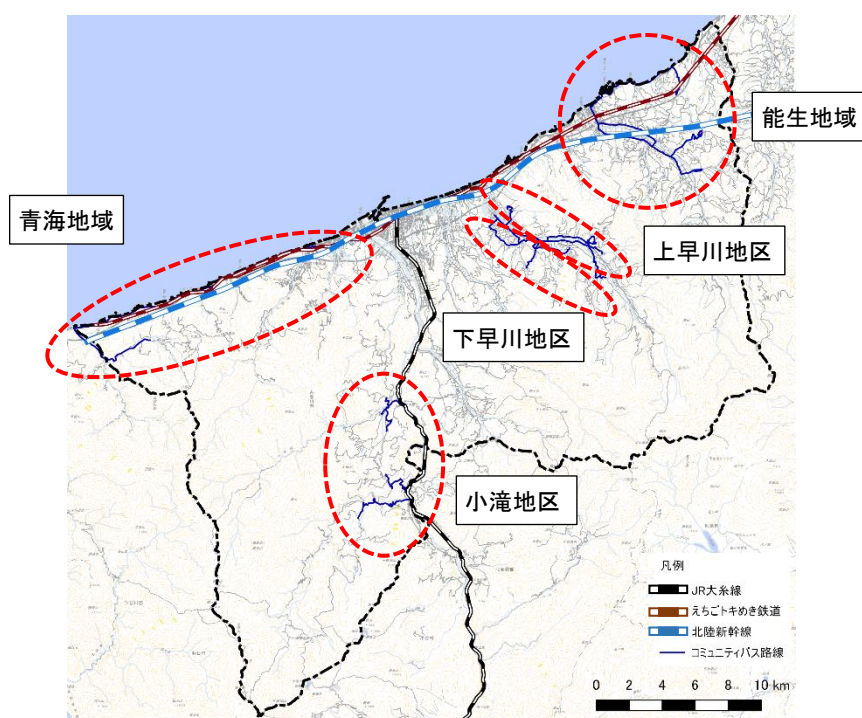 能生地域
青海地域
上早川地区
下早川地区
小滝地区
凡例
JR大糸線
えちごトキめき鉄道
北陸新幹線
コミュニティバス路線
0 2 4 6 8 10 km